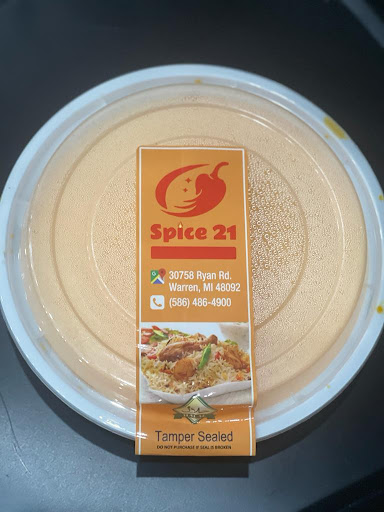 Spice 21
30758 Ryan Rd.
Warren, MI 48092
(586) 486-4900
Tamper Sealed
DO NOT PURCHASE IF SEAL IS BROKEN